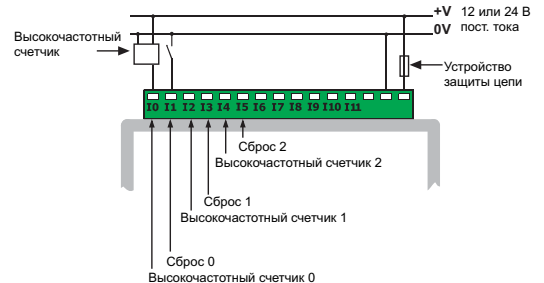 +V 12 или 24 В
0V пост. тока
Высокочастотный
счетчик
Устройство
защиты цепи
I0 I1 I2 I3 I4 I5 I6 I7 I8 I9 I10 I11
Сброс 2
Высокочастотный счетчик 2
Сброс 1
Высокочастотный счетчик 1
Сброс 0
Высокочастотный счетчик 0